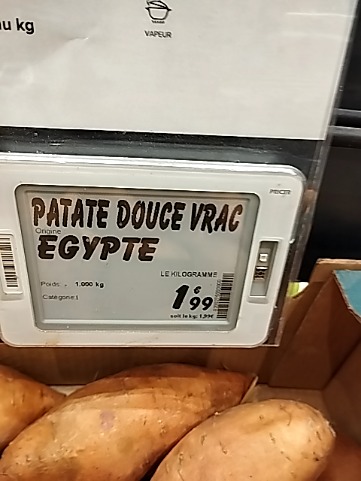 au kg
VAPEUR
PRICER
PATATE DOUCE VRAC
Origine
EGYPTE
LE KILOGRAMME
Poids: . 1.000 kg
Catégorie:I
1€99
soit le kg: 1,99€